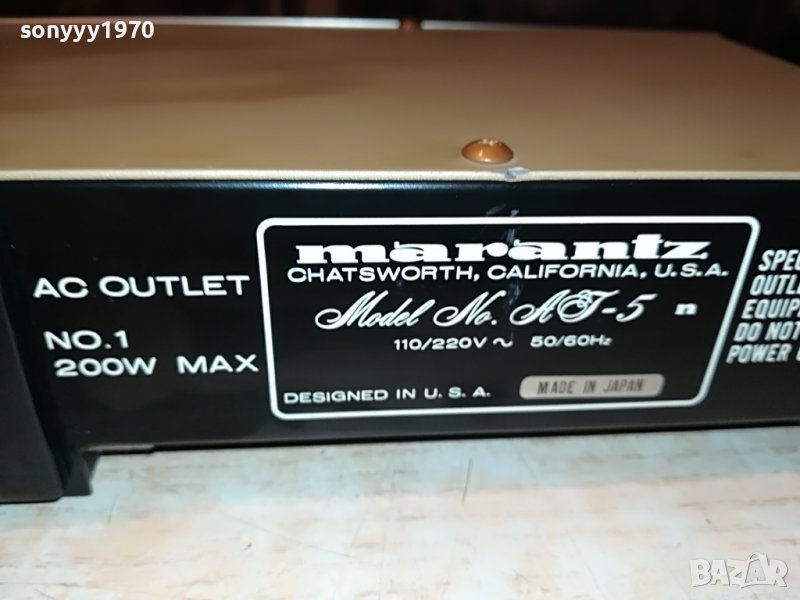 sonyyy1970
AC OUTLET
NO.1
200W MAX
marantz
CHATSWORTH, CALIFORNIA, U.S.A.
Model No. AT-5 n
110/220V ~ 50/60Hz
DESIGNED IN U. S. A.
MADE IN JAPAN
OUTL
EQUIP
DO NOT
POWER
BAZAR